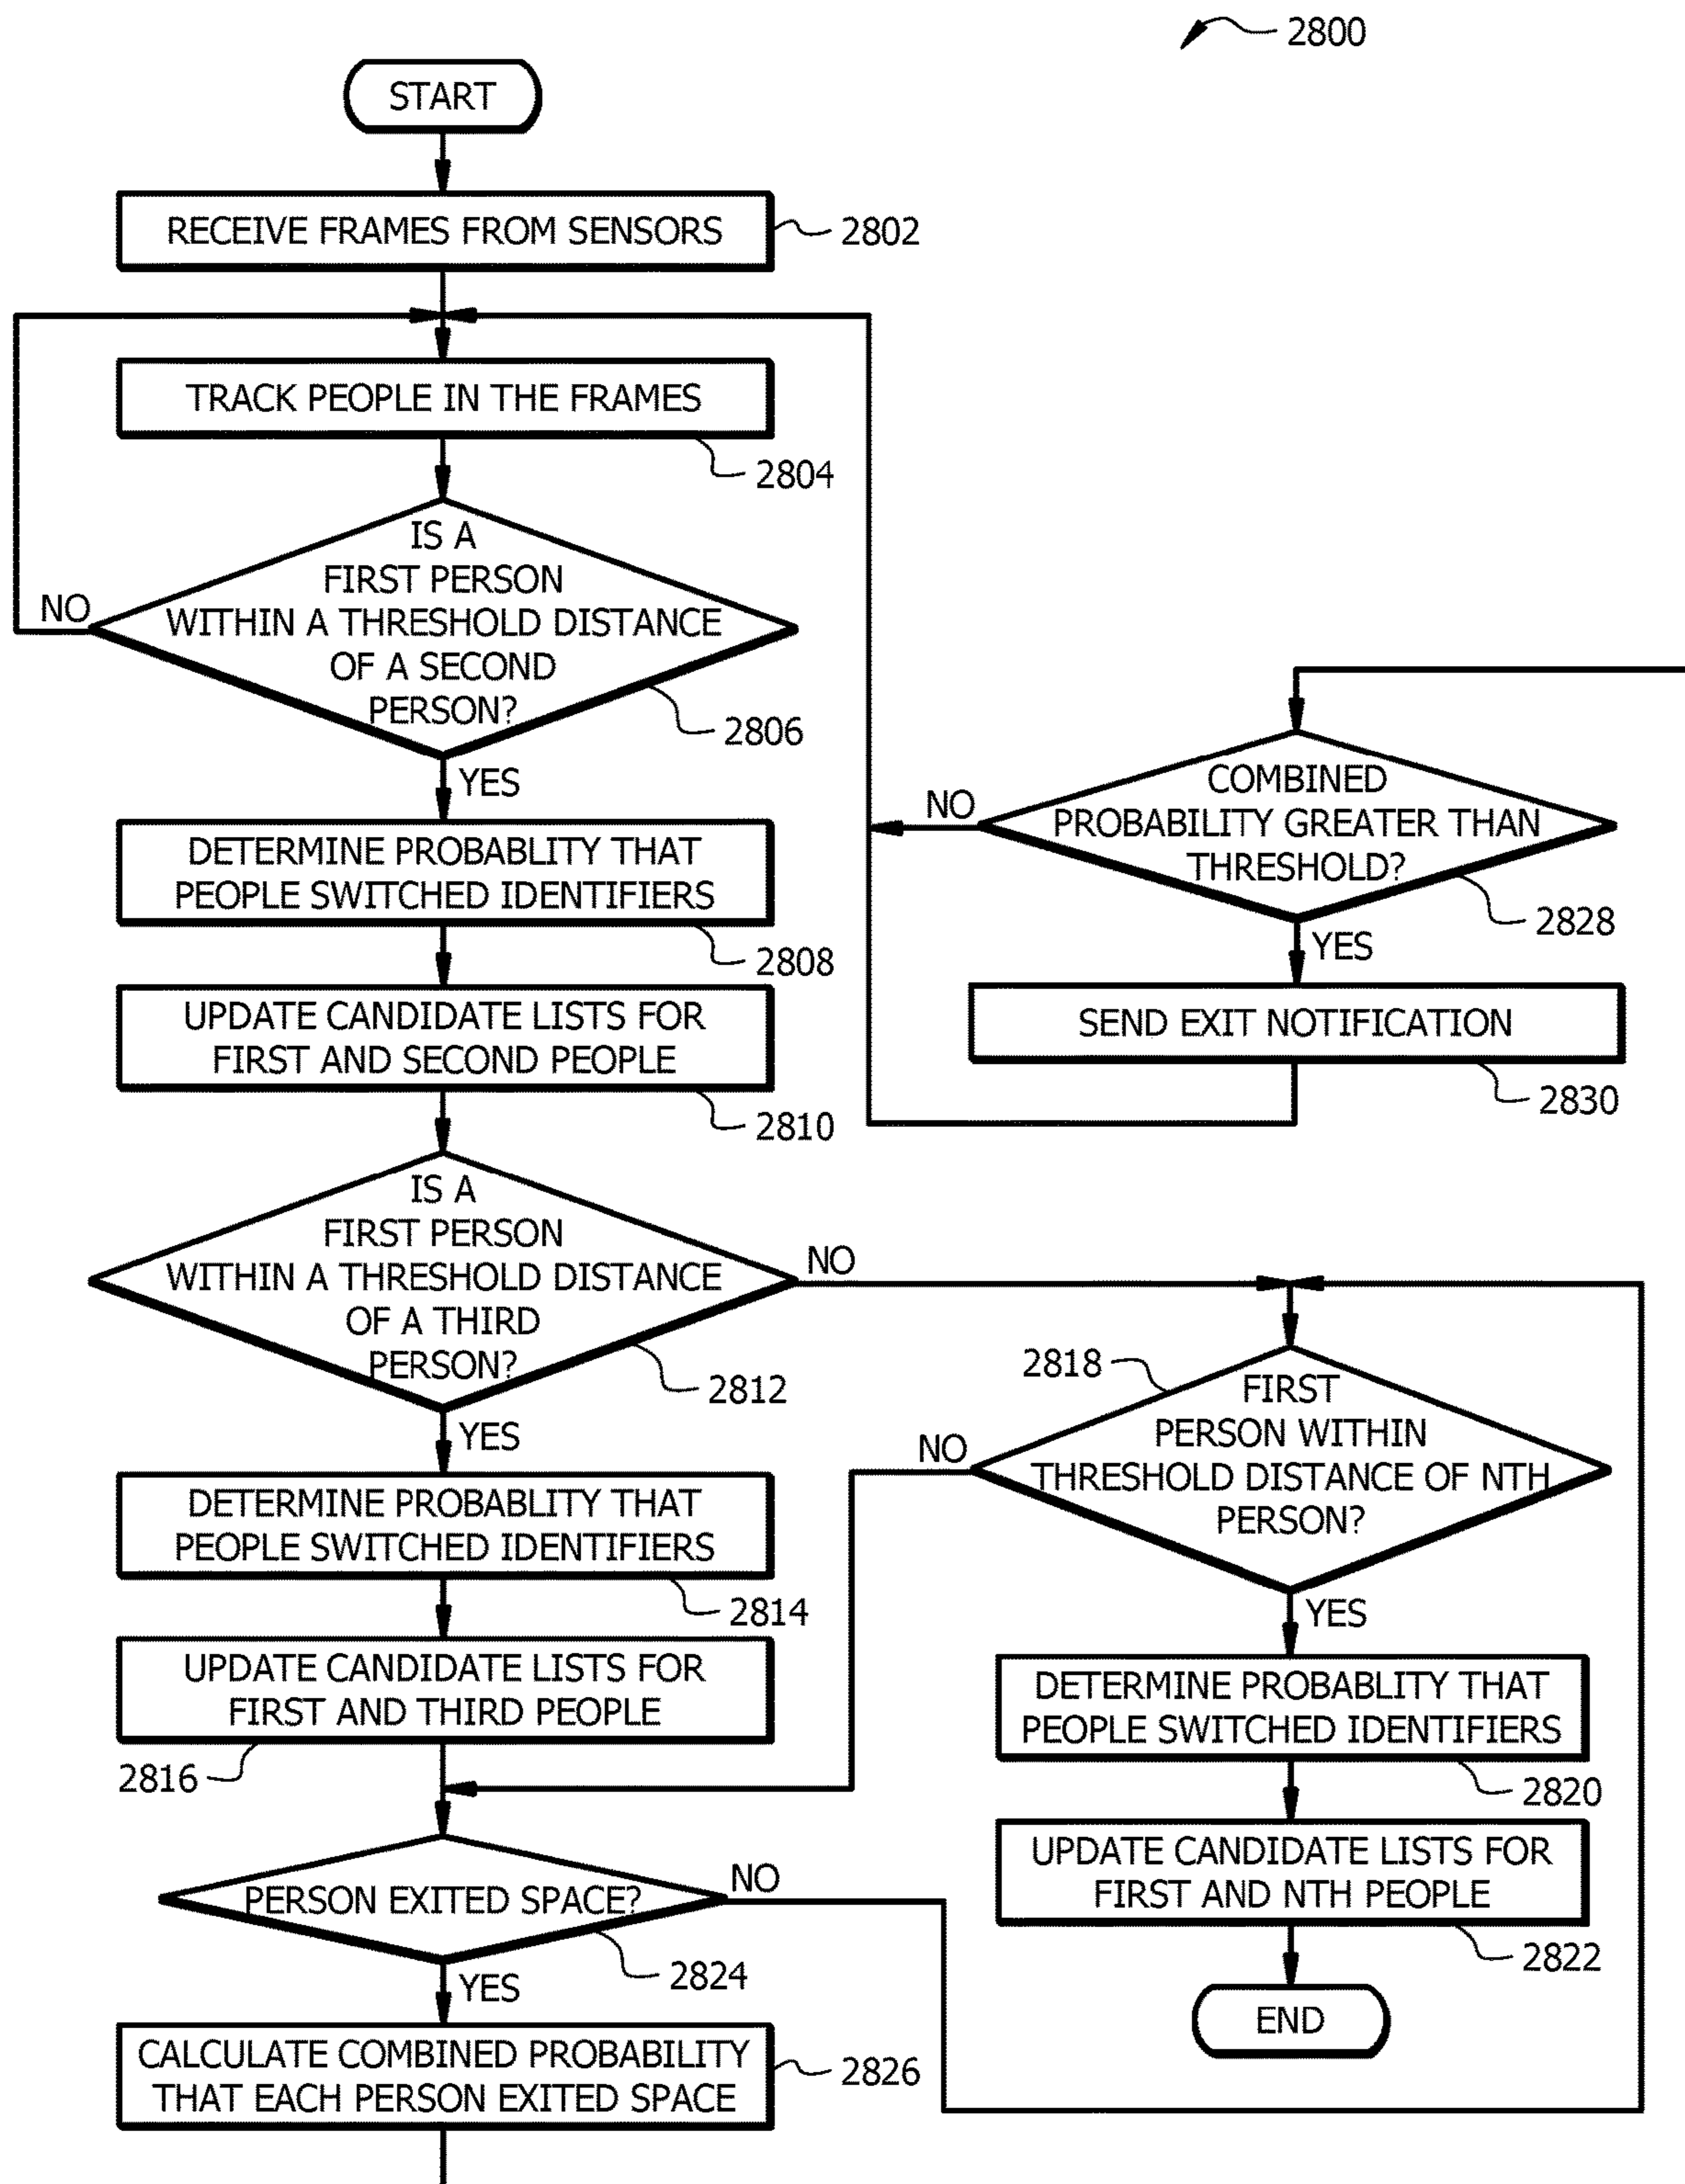 2800
START
RECEIVE FRAMES FROM SENSORS
2802
TRACK PEOPLE IN THE FRAMES
2804
IS A
FIRST PERSON
WITHIN A THRESHOLD DISTANCE
OF A SECOND
PERSON?
NO
2806
YES
DETERMINE PROBABLITY THAT
PEOPLE SWITCHED IDENTIFIERS
2808
UPDATE CANDIDATE LISTS FOR
FIRST AND SECOND PEOPLE
2810
IS A
FIRST PERSON
WITHIN A THRESHOLD DISTANCE
OF A THIRD
PERSON?
NO
2812
YES
DETERMINE PROBABLITY THAT
PEOPLE SWITCHED IDENTIFIERS
2814
UPDATE CANDIDATE LISTS FOR
FIRST AND THIRD PEOPLE
2816
PERSON EXITED SPACE?
NO
2824
YES
CALCULATE COMBINED PROBABILITY
THAT EACH PERSON EXITED SPACE
2826
COMBINED
PROBABILITY GREATER THAN
THRESHOLD?
NO
2828
YES
SEND EXIT NOTIFICATION
2830
2818
FIRST
PERSON WITHIN
THRESHOLD DISTANCE OF NTH
PERSON?
NO
YES
DETERMINE PROBABLITY THAT
PEOPLE SWITCHED IDENTIFIERS
2820
UPDATE CANDIDATE LISTS FOR
FIRST AND NTH PEOPLE
2822
END